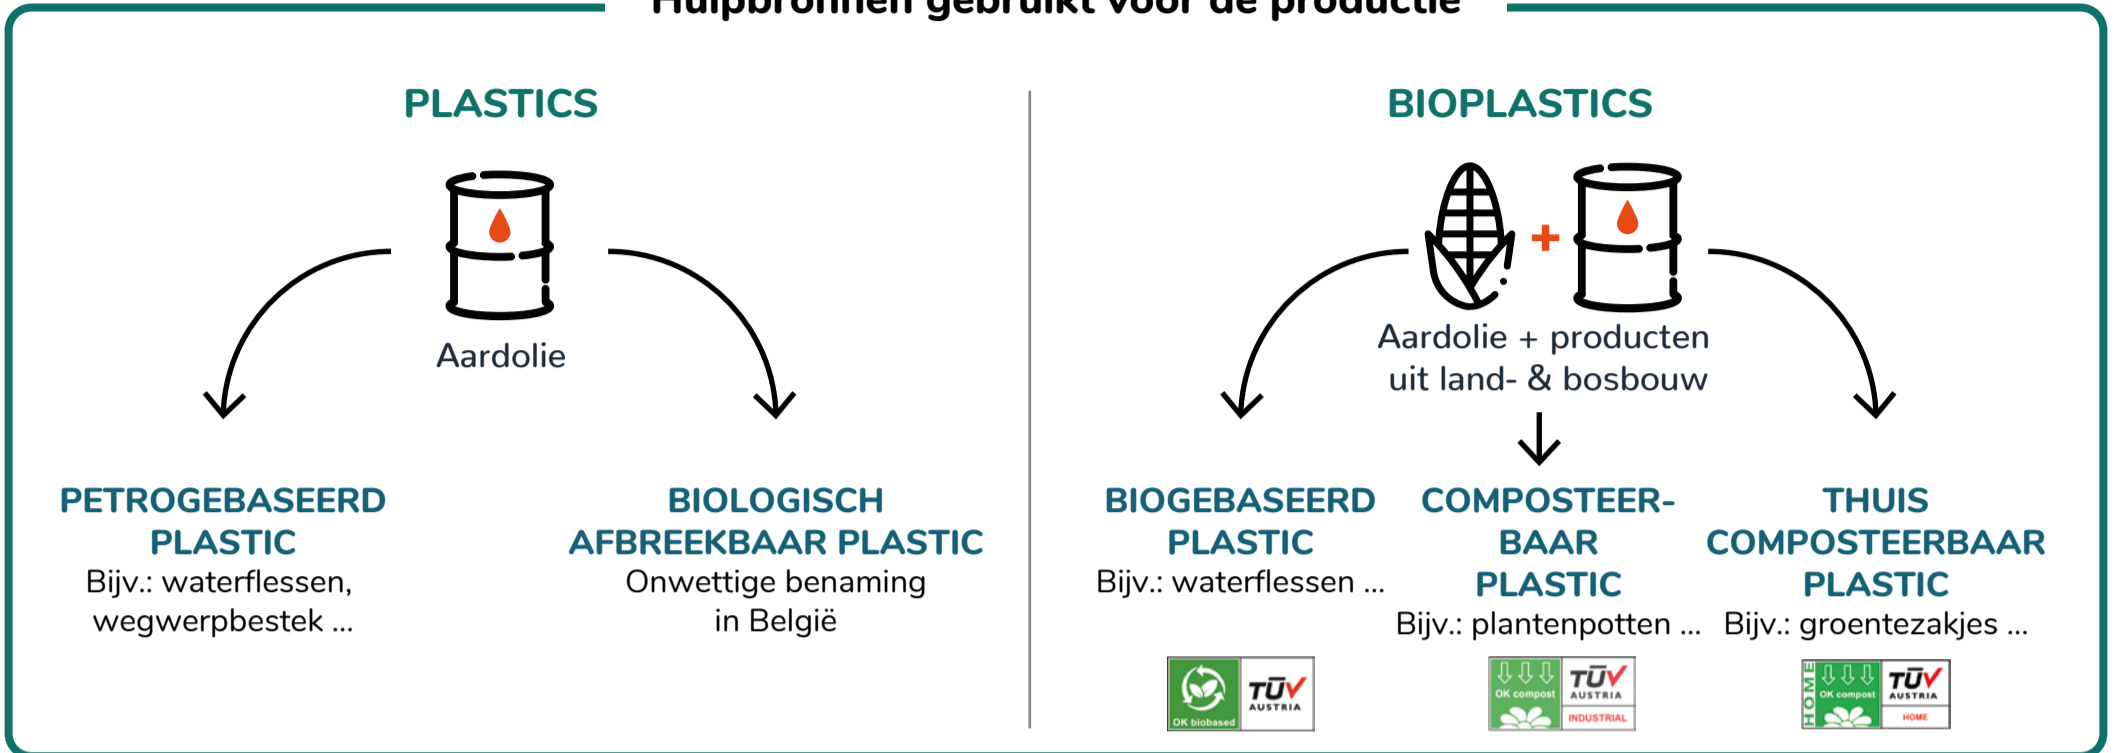 Hulpbronnen gebruikt voor de productie
PLASTICS
Aardolie
PETROGEBASEERD
PLASTIC
Bijv.: waterflessen,
wegwerpbestek ...
BIOLOGISCH
AFBREEKBAAR PLASTIC
Onwettige benaming
in België
BIOPLASTICS
+
Aardolie + producten
uit land- & bosbouw
BIOGEBASEERD
PLASTIC
Bijv.: waterflessen ...
OK biobased
TÜV
AUSTRIA
COMPOSTEER-
BAAR
PLASTIC
Bijv.: plantenpotten ...
OK compost
TÜV
AUSTRIA
INDUSTRIAL
THUIS
COMPOSTEERBAAR
PLASTIC
Bijv.: groentezakjes ...
HOME
OK compost
TÜV
AUSTRIA
HOME